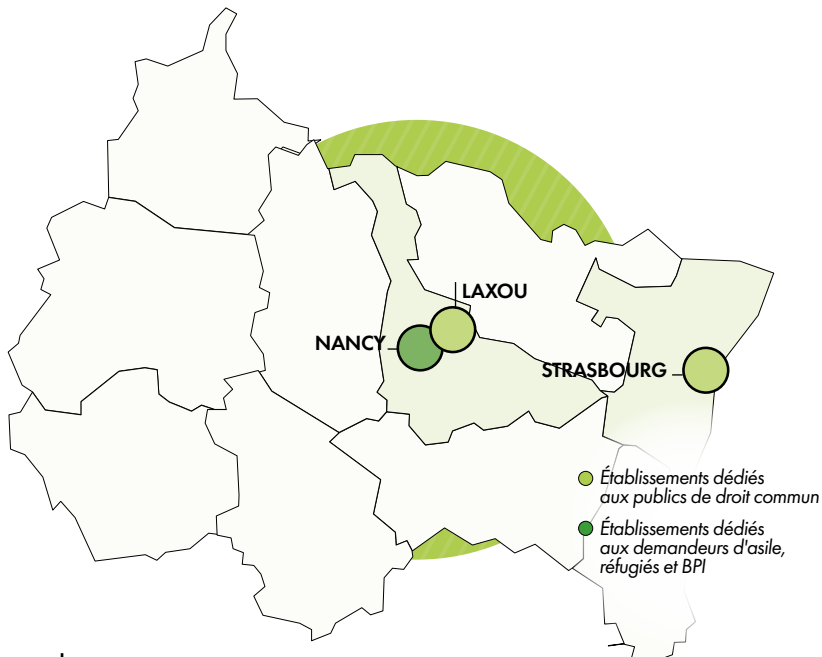 LAXOU
NANCY
STRASBOURG
Établissements dédiés
aux publics de droit commun
Établissements dédiés
aux demandeurs d'asile,
réfugiés et BPI